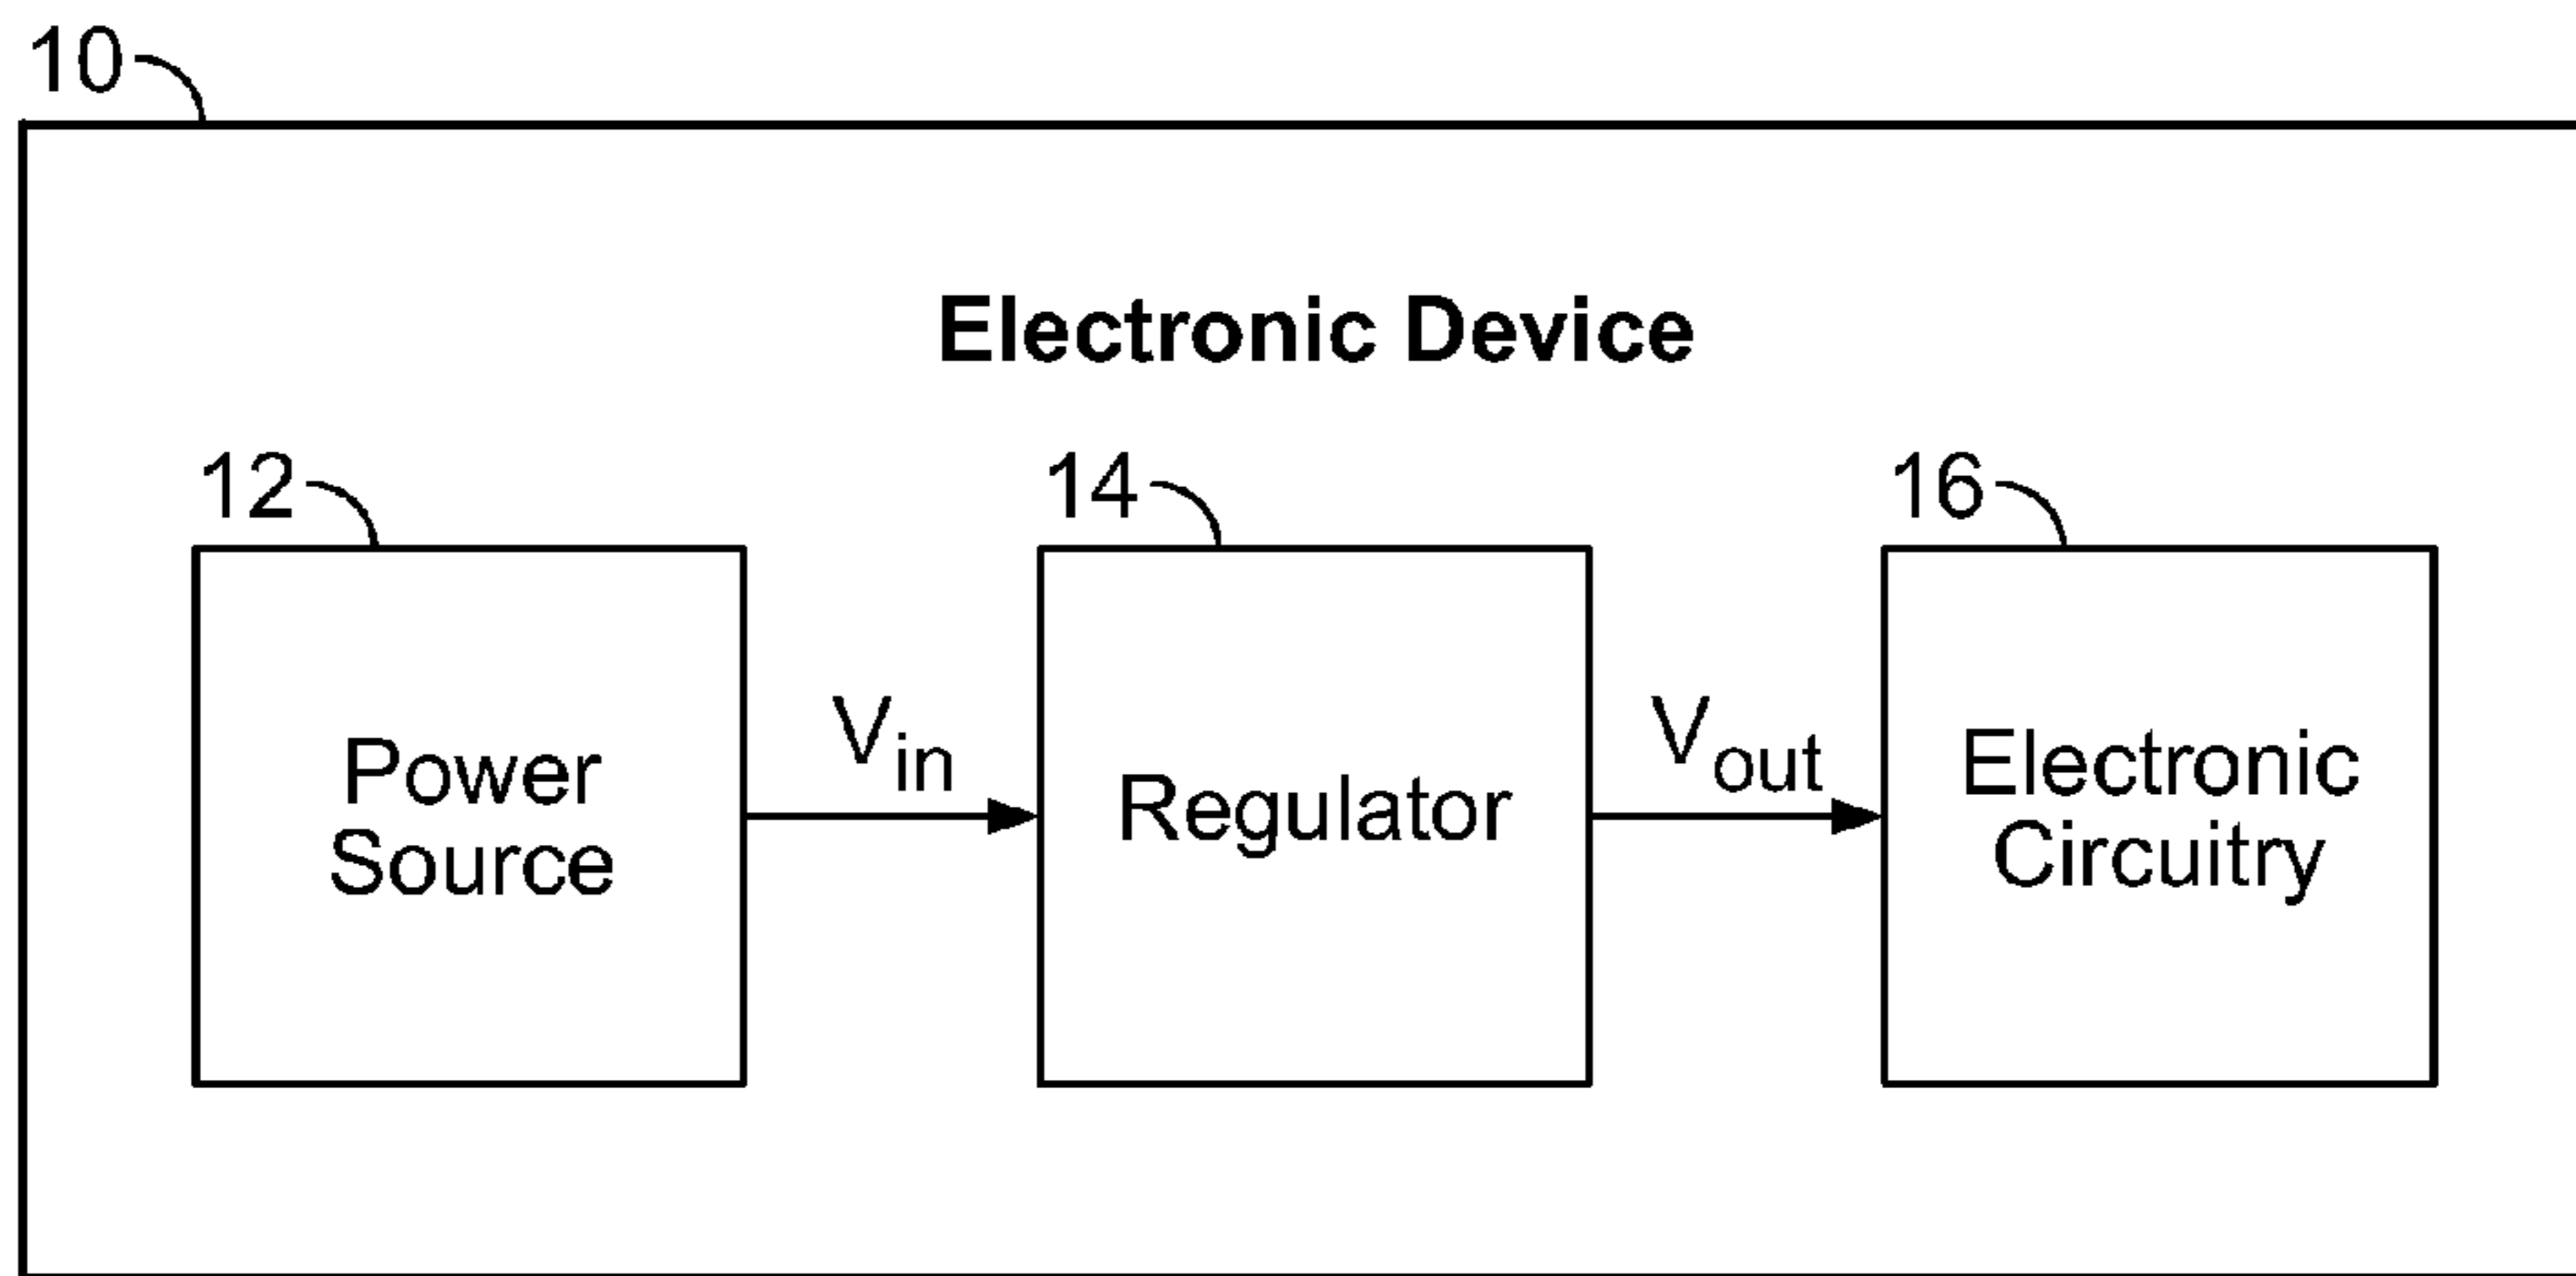 10
Electronic Device
12
14
16
Power
Source
Vin
Regulator
Vout
Electronic
Circuitry